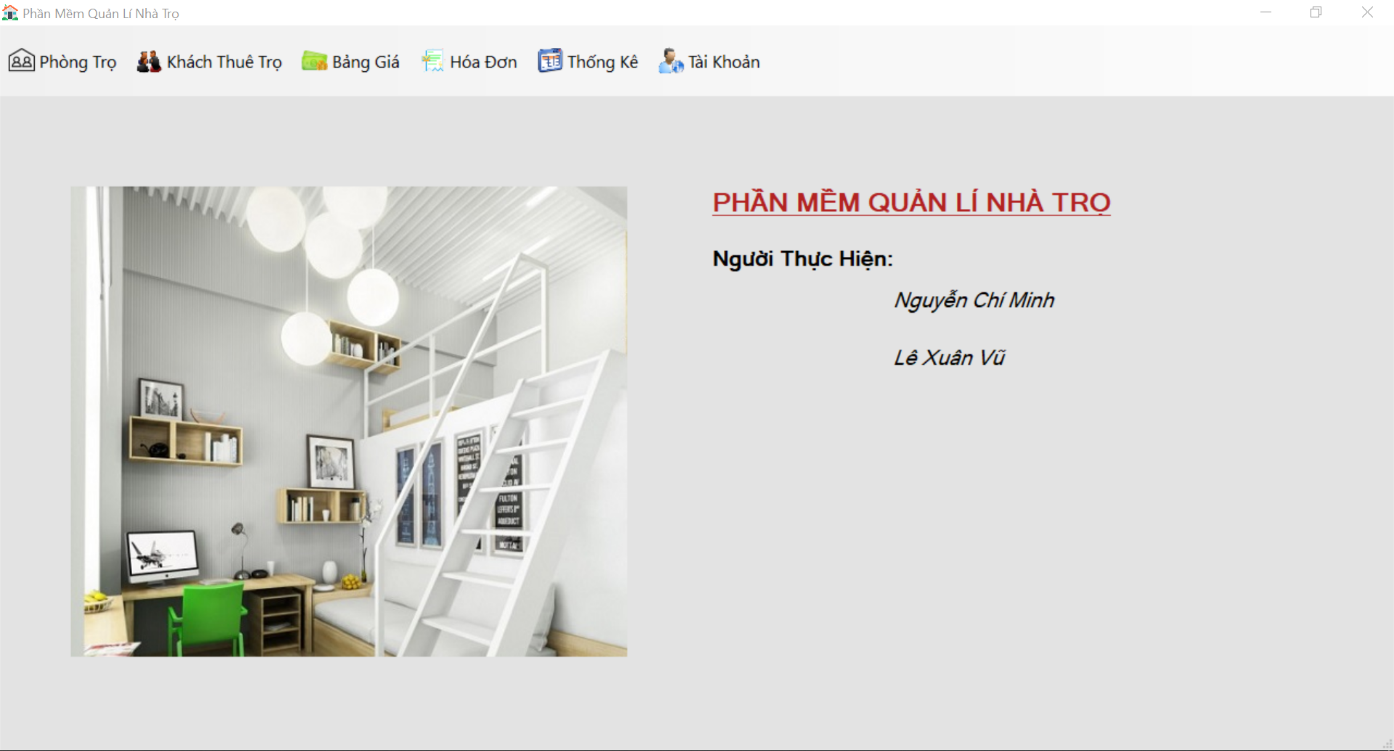 Phần Mềm Quản Lí Nhà Trọ
Phòng Trọ Khách Thuê Trọ Bảng Giá Hóa Đơn Thống Kê Tài Khoản
PHẦN MỀM QUẢN LÍ NHÀ TRỌ
Người Thực Hiện:
Nguyễn Chí Minh
Lê Xuân Vũ